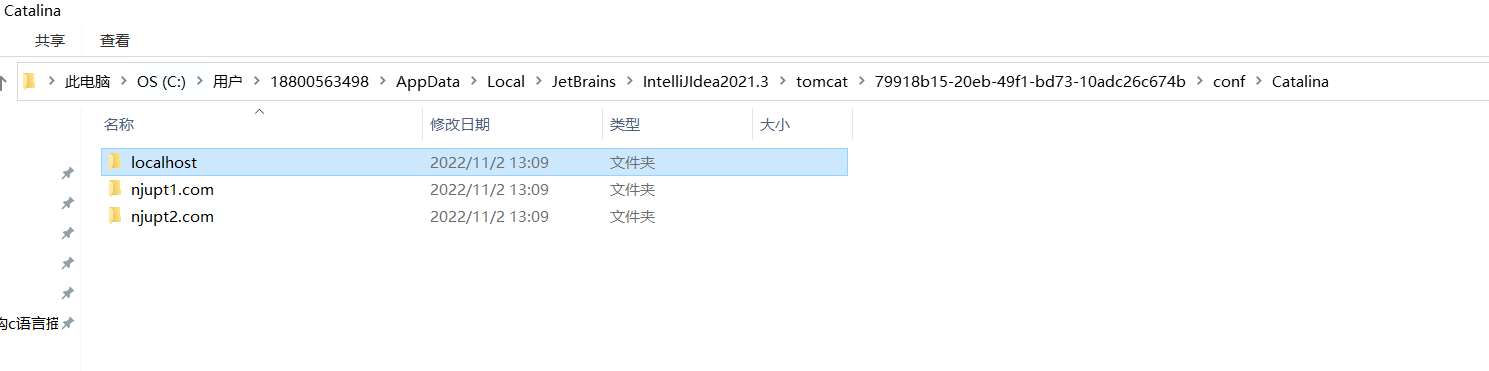 Catalina
共享 查看
此电脑 OS (C:) 用户 18800563498 AppData Local JetBrains IntelliJIdea2021.3 tomcat 79918b15-20eb-49f1-bd73-10adc26c674b conf Catalina
名称 修改日期 类型 大小
localhost 2022/11/2 13:09 文件夹
njupt1.com 2022/11/2 13:09 文件夹
njupt2.com 2022/11/2 13:09 文件夹
c语言描